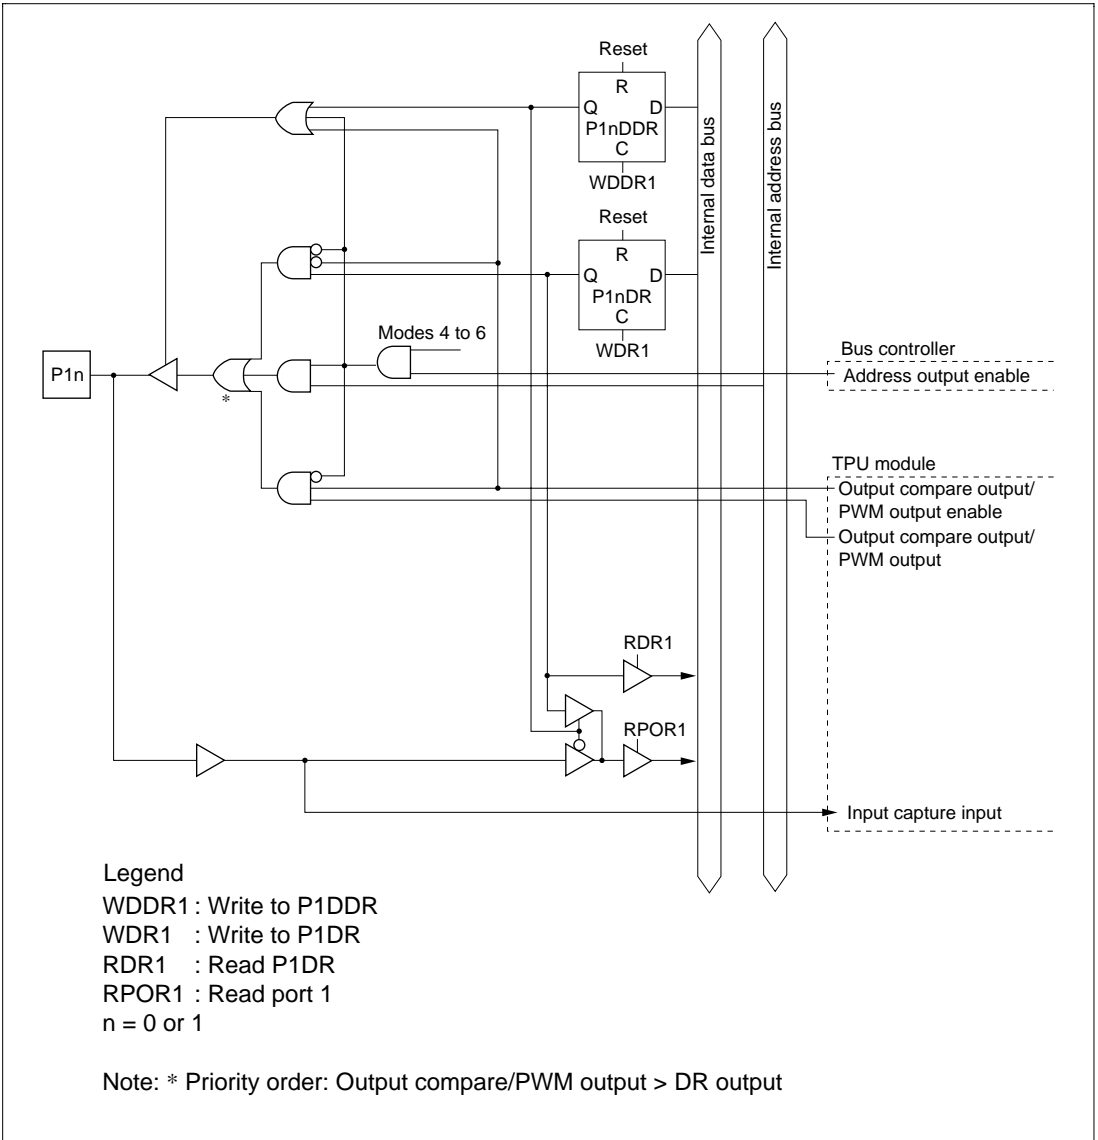 Reset
R
Q D
P1nDDR
C
WDDR1
Reset
R
Q D
P1nDR
C
WDR1
Internal data bus
Internal address bus
Modes 4 to 6
P1n
*
Bus controller
Address output enable
TPU module
Output compare output/
PWM output enable
Output compare output/
PWM output
RDR1
RPOR1
Input capture input
Legend
WDDR1 : Write to P1DDR
WDR1 : Write to P1DR
RDR1 : Read P1DR
RPOR1 : Read port 1
n = 0 or 1
Note: * Priority order: Output compare/PWM output > DR output